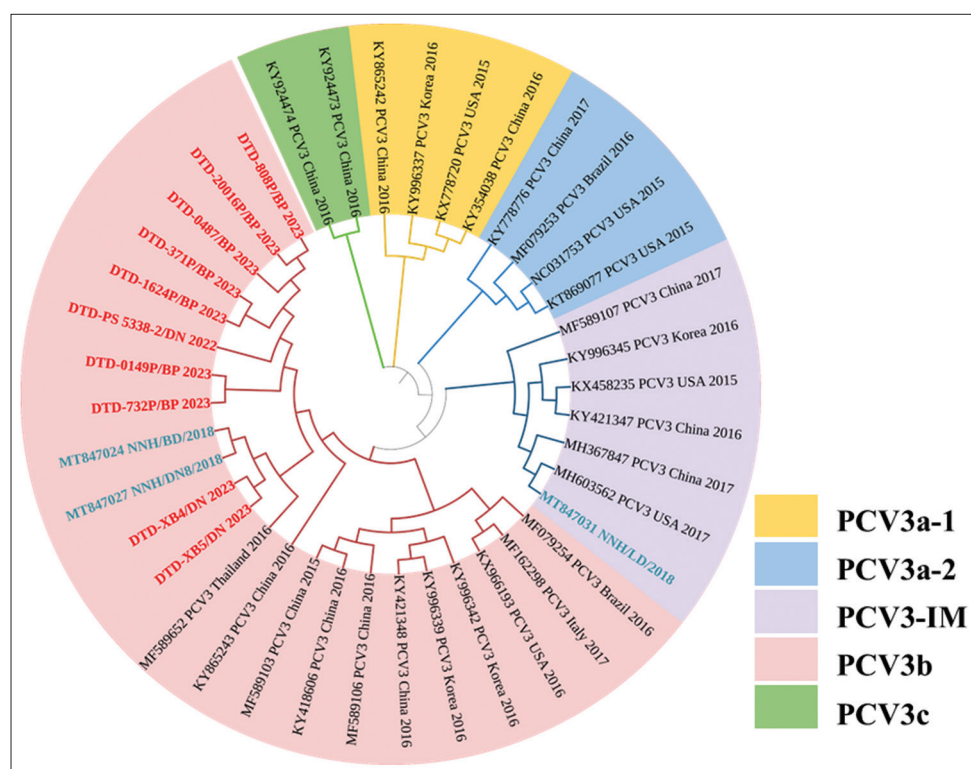 KY924474 PCV3 China 2016
KY924473 PCV3 China 2016
KY865242 PCV3 China 2016
KY996337 PCV3 Korea 2016
KX778720 PCV3 USA 2015
KY354038 PCV3 China 2016
KY778776 PCV3 China 2017
MF079253 PCV3 Brazil 2016
NC031753 PCV3 USA 2015
KT869077 PCV3 USA 2015
MF589107 PCV3 China 2017
KY996345 PCV3 Korea 2016
KX458235 PCV3 USA 2015
KY421347 PCV3 China 2016
MH367847 PCV3 China 2017
MH603562 PCV3 USA 2017
MT847031 NNH/LD/2018
MF079254 PCV3 Brazil 2016
MF162298 PCV3 Italy 2017
KX966193 PCV3 USA 2016
KY996342 PCV3 Korea 2016
KY996339 PCV3 Korea 2016
KY421348 PCV3 China 2016
MF589106 PCV3 China 2016
KY418606 PCV3 China 2016
MF589103 PCV3 China 2015
KY865243 PCV3 China 2016
MF589652 PCV3 Thailand 2016
DTD-XB5/DN 2023
DTD-XB4/DN 2023
MT847027 NNH/DN8/2018
MT847024 NNH/BD/2018
DTD-732P/BP 2023
DTD-0149P/BP 2023
DTD-PS 5338-2/DN 2022
DTD-1624P/BP 2023
DTD-371P/BP 2023
DTD-0487/BP 2023
DTD-20016P/BP 2023
DTD-808P/BP 2023
PCV3a-1
PCV3a-2
PCV3-IM
PCV3b
PCV3c